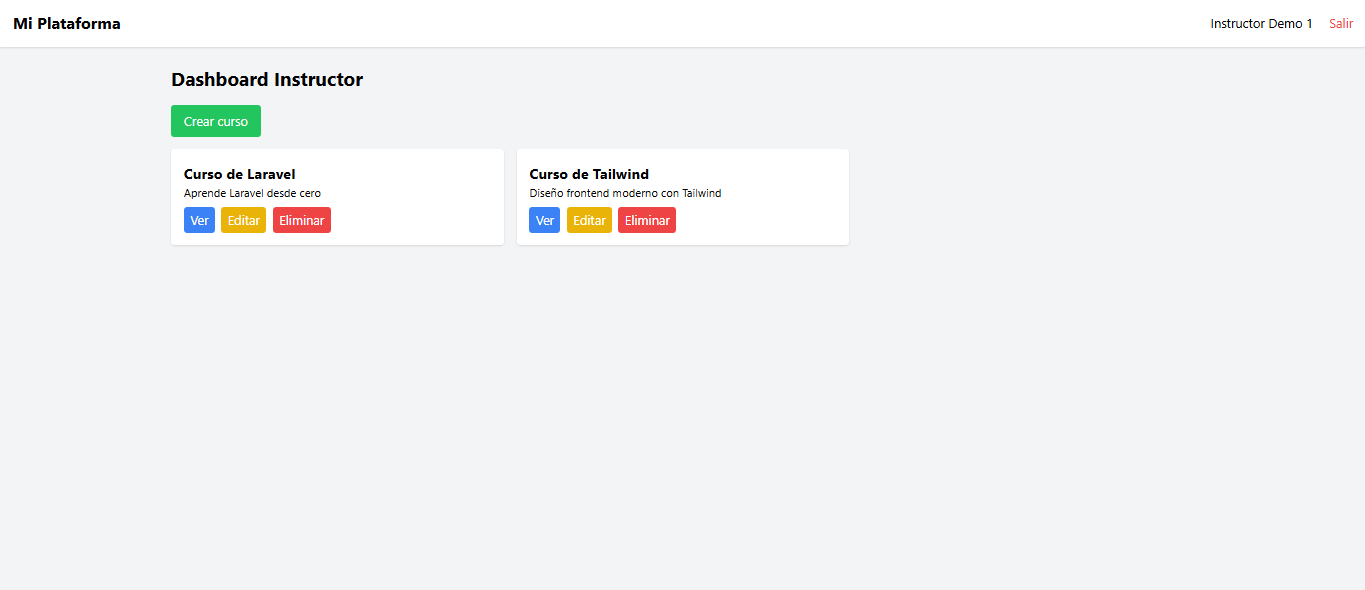 Mi Plataforma
Instructor Demo 1 Salir
Dashboard Instructor
Crear curso
Curso de Laravel
Aprende Laravel desde cero
Ver Editar Eliminar
Curso de Tailwind
Diseño frontend moderno con Tailwind
Ver Editar Eliminar